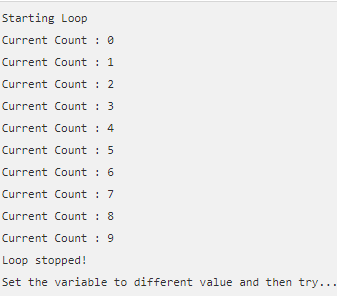 Starting Loop
Current Count : 0
Current Count : 1
Current Count : 2
Current Count : 3
Current Count : 4
Current Count : 5
Current Count : 6
Current Count : 7
Current Count : 8
Current Count : 9
Loop stopped!
Set the variable to different value and then try...